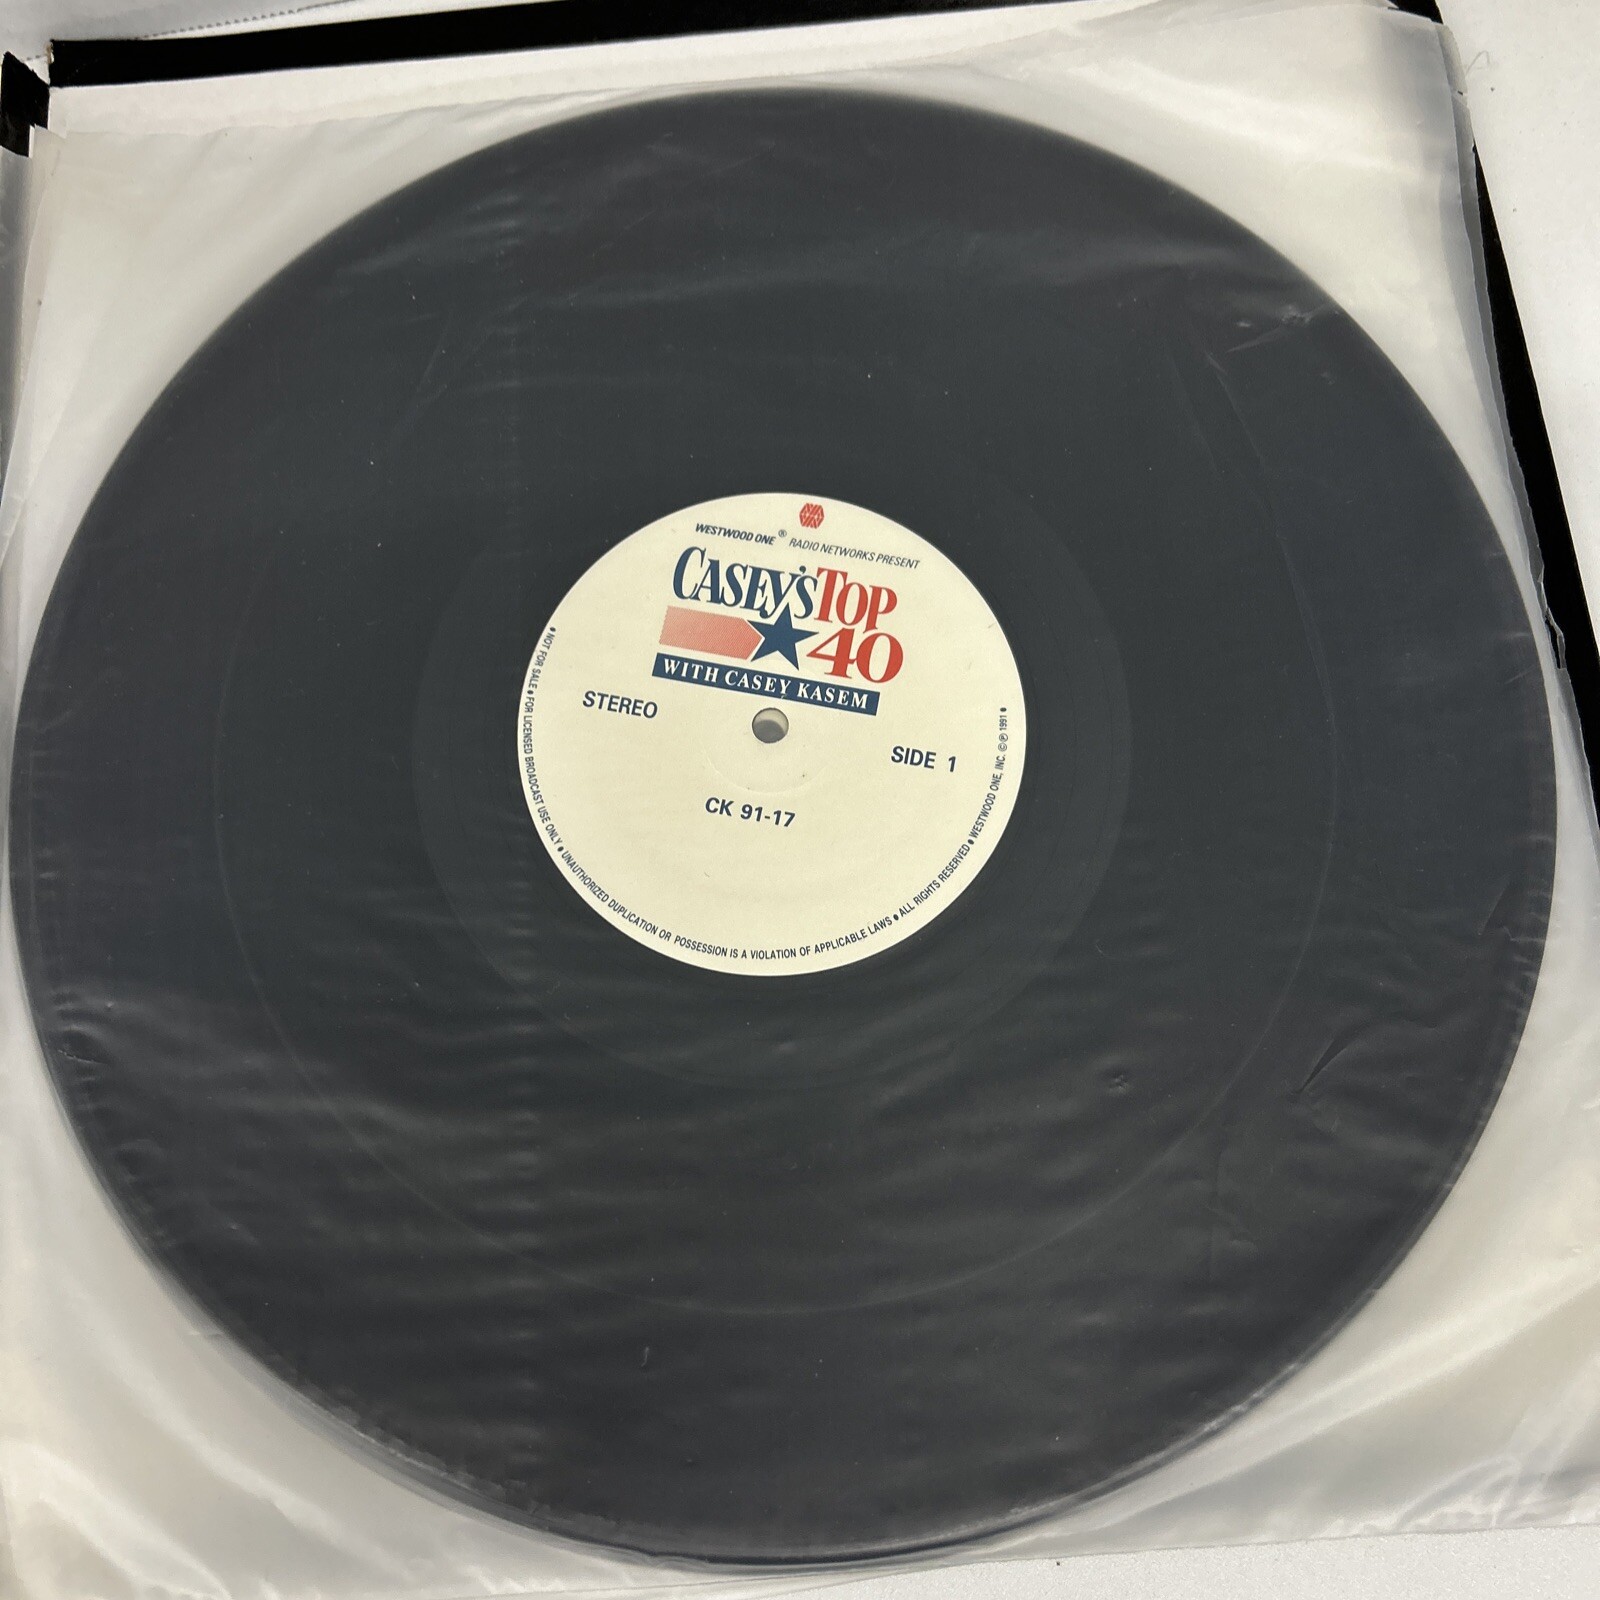 WESTWOOD ONE ® RADIO NETWORKS PRESENT
CASEY'S TOP
40
WITH CASEY KASEM
STEREO
SIDE 1
CK 91-17
● NOT FOR SALE ● FOR LICENSED BROADCAST USE ONLY ● UNAUTHORIZED DUPLICATION OR POSSESSION IS A VIOLATION OF APPLICABLE LAWS ● ALL RIGHTS RESERVED ● WESTWOOD ONE, INC. © ℗ 1991 ●